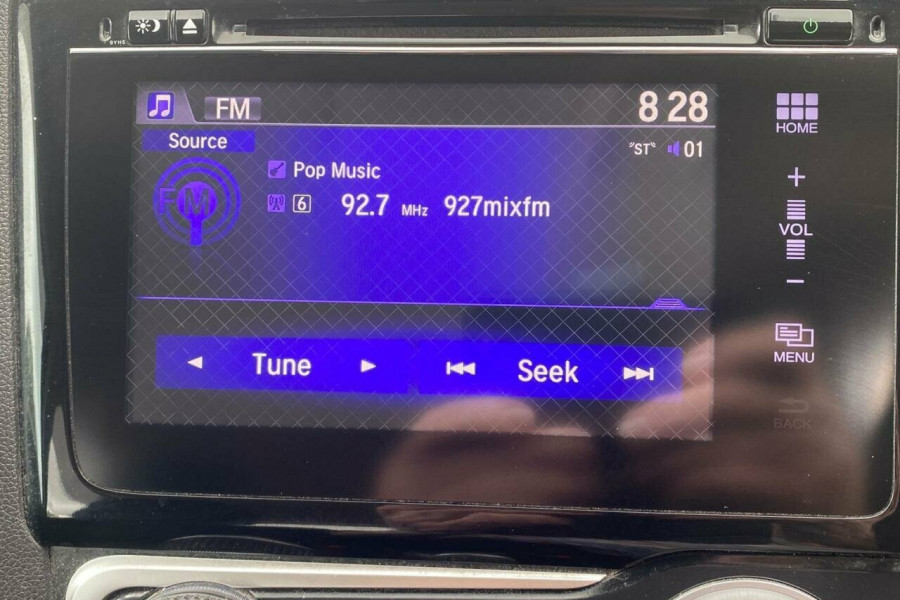 FM
8 28
Source
"ST" 01
FM
Pop Music
6 92.7 MHz 927mixfm
Tune Seek
HOME
+
VOL
−
MENU
BACK